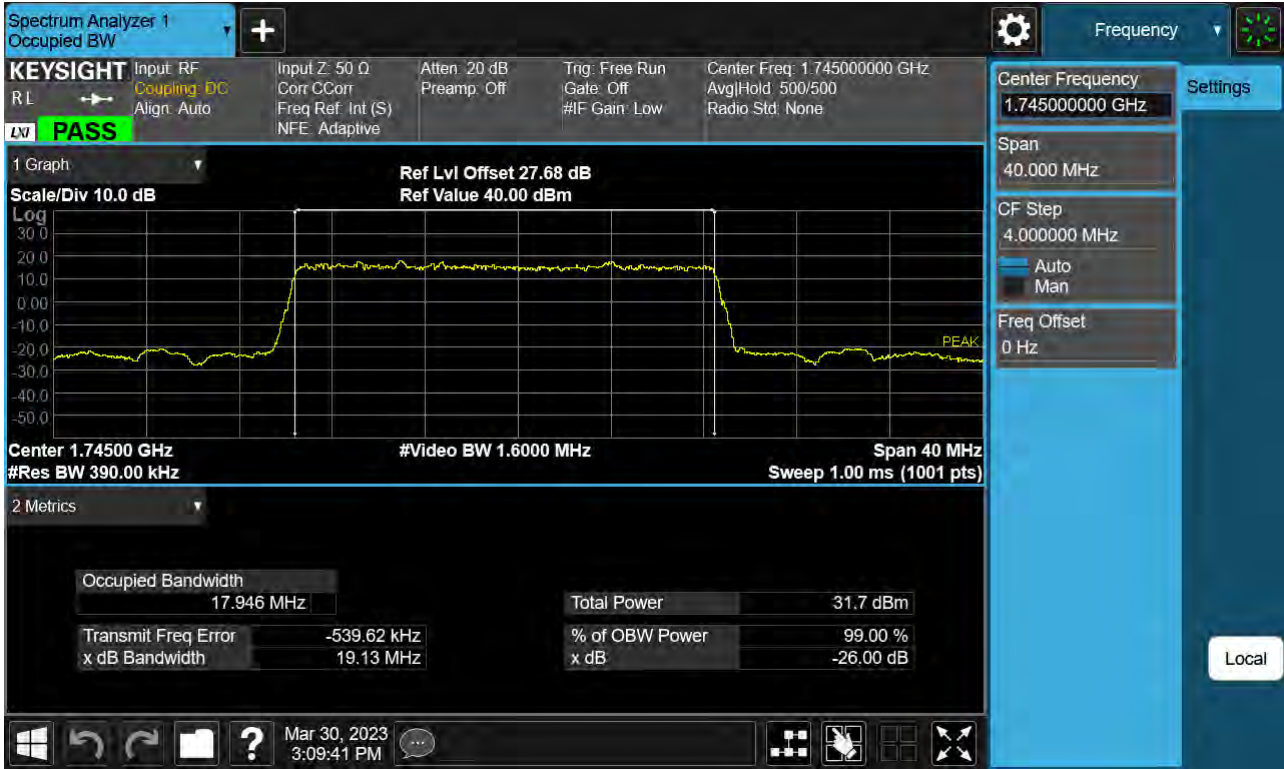 Spectrum Analyzer 1
Occupied BW
+
Frequency
KEYSIGHT
RL
LXI
PASS
Input: RF
Coupling: DC
Align: Auto
Input Z: 50 Ω
Corr CCorr
Freq Ref: Int (S)
NFE: Adaptive
Atten: 20 dB
Preamp: Off
Trig: Free Run
Gate: Off
#IF Gain: Low
Center Freq: 1.745000000 GHz
Avg|Hold: 500/500
Radio Std: None
1 Graph
Scale/Div 10.0 dB
Ref Lvl Offset 27.68 dB
Ref Value 40.00 dBm
Log
30.0
20.0
10.0
0.00
-10.0
-20.0
-30.0
-40.0
-50.0
PEAK
Center 1.74500 GHz
#Video BW 1.6000 MHz
Span 40 MHz
#Res BW 390.00 kHz
Sweep 1.00 ms (1001 pts)
2 Metrics
Occupied Bandwidth
17.946 MHz
Total Power 31.7 dBm
Transmit Freq Error -539.62 kHz
% of OBW Power 99.00 %
x dB Bandwidth 19.13 MHz
x dB -26.00 dB
Center Frequency
1.745000000 GHz
Settings
Span
40.000 MHz
CF Step
4.000000 MHz
Auto
Man
Freq Offset
0 Hz
Local
?
Mar 30, 2023
3:09:41 PM